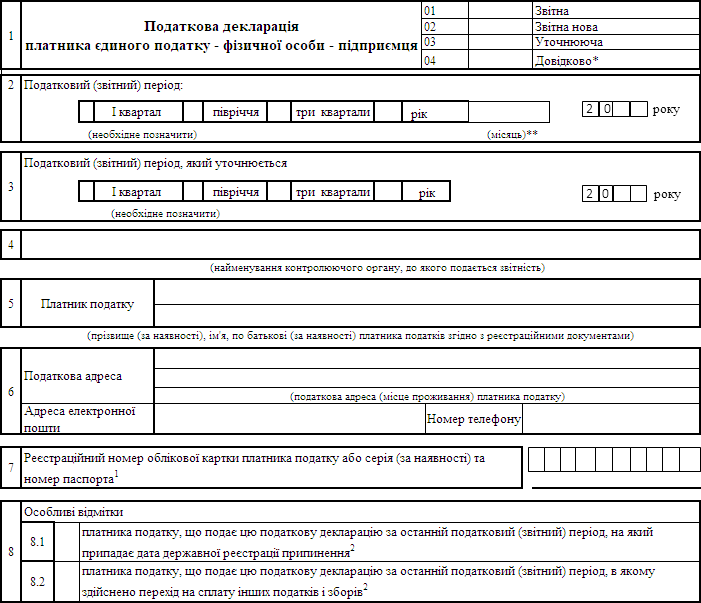 1
Податкова декларація
платника єдиного податку - фізичної особи - підприємця
01 Звітна
02 Звітна нова
03 Уточнююча
04 Довідково*
2 Податковий (звітний) період:
І квартал півріччя три квартали рік
(необхідне позначити) (місяць)**
2 0 року
3 Податковий (звітний) період, який уточнюється
І квартал півріччя три квартали рік
(необхідне позначити)
2 0 року
4
(найменування контролюючого органу, до якого подається звітність)
5 Платник податку
(прізвище (за наявності), ім'я, по батькові (за наявності) платника податків згідно з реєстраційними документами)
6 Податкова адреса
(податкова адреса (місце проживання) платника податку)
Адреса електронної
пошти
Номер телефону
7 Реєстраційний номер облікової картки платника податку або серія (за наявності) та
номер паспорта1
8 Особливі відмітки
8.1 платника податку, що подає цю податкову декларацію за останній податковий (звітний) період, на який
припадає дата державної реєстрації припинення2
8.2 платника податку, що подає цю податкову декларацію за останній податковий (звітний) період, в якому
здійснено перехід на сплату інших податків і зборів2